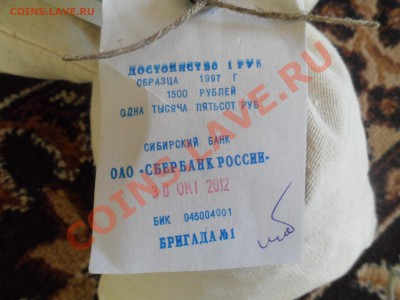 COINS.LAVE.RU
ДОСТОИНСТВО 1 РУБ
ОБРАЗЦА 1997 Г
1500 РУБЛЕЙ
ОДНА ТЫСЯЧА ПЯТЬСОТ РУБ.
СИБИРСКИЙ БАНК
ОАО "СБЕРБАНК РОССИИ"
30 ОКТ 2012
БИК 045004001
БРИГАДА №1
COINS.LAVE.RU